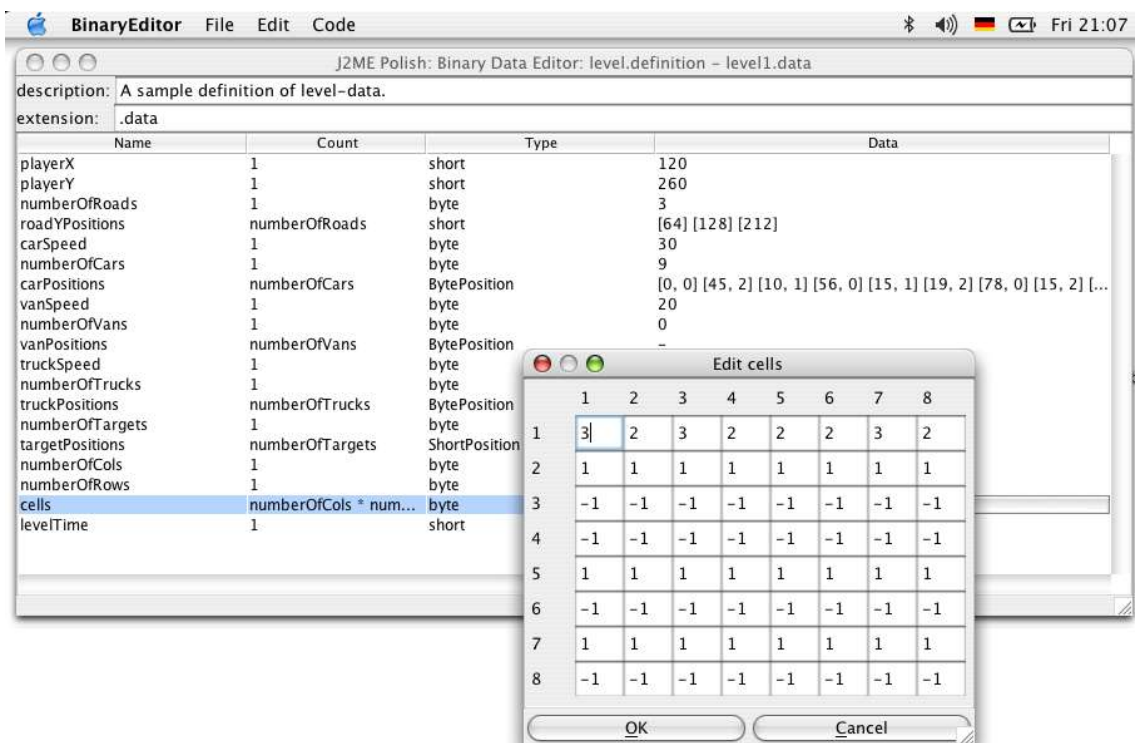 BinaryEditor File Edit Code Fri 21:07
J2ME Polish: Binary Data Editor: level.definition – level1.data
description: A sample definition of level-data.
extension: .data
Name Count Type Data
playerX 1 short 120
playerY 1 short 260
numberOfRoads 1 byte 3
roadYPositions numberOfRoads short [64] [128] [212]
carSpeed 1 byte 30
numberOfCars 1 byte 9
carPositions numberOfCars BytePosition [0, 0] [45, 2] [10, 1] [56, 0] [15, 1] [19, 2] [78, 0] [15, 2] [...
vanSpeed 1 byte 20
numberOfVans 1 byte 0
vanPositions numberOfVans BytePosition –
truckSpeed 1 byte
numberOfTrucks 1 byte
truckPositions numberOfTrucks BytePosition
numberOfTargets 1 byte
targetPositions numberOfTargets ShortPosition
numberOfCols 1 byte
numberOfRows 1 byte
cells numberOfCols * num... byte
levelTime 1 short
Edit cells
1 2 3 4 5 6 7 8
1 3 2 3 2 2 2 3 2
2 1 1 1 1 1 1 1 1
3 -1 -1 -1 -1 -1 -1 -1 -1
4 -1 -1 -1 -1 -1 -1 -1 -1
5 1 1 1 1 1 1 1 1
6 -1 -1 -1 -1 -1 -1 -1 -1
7 1 1 1 1 1 1 1 1
8 -1 -1 -1 -1 -1 -1 -1 -1
OK Cancel